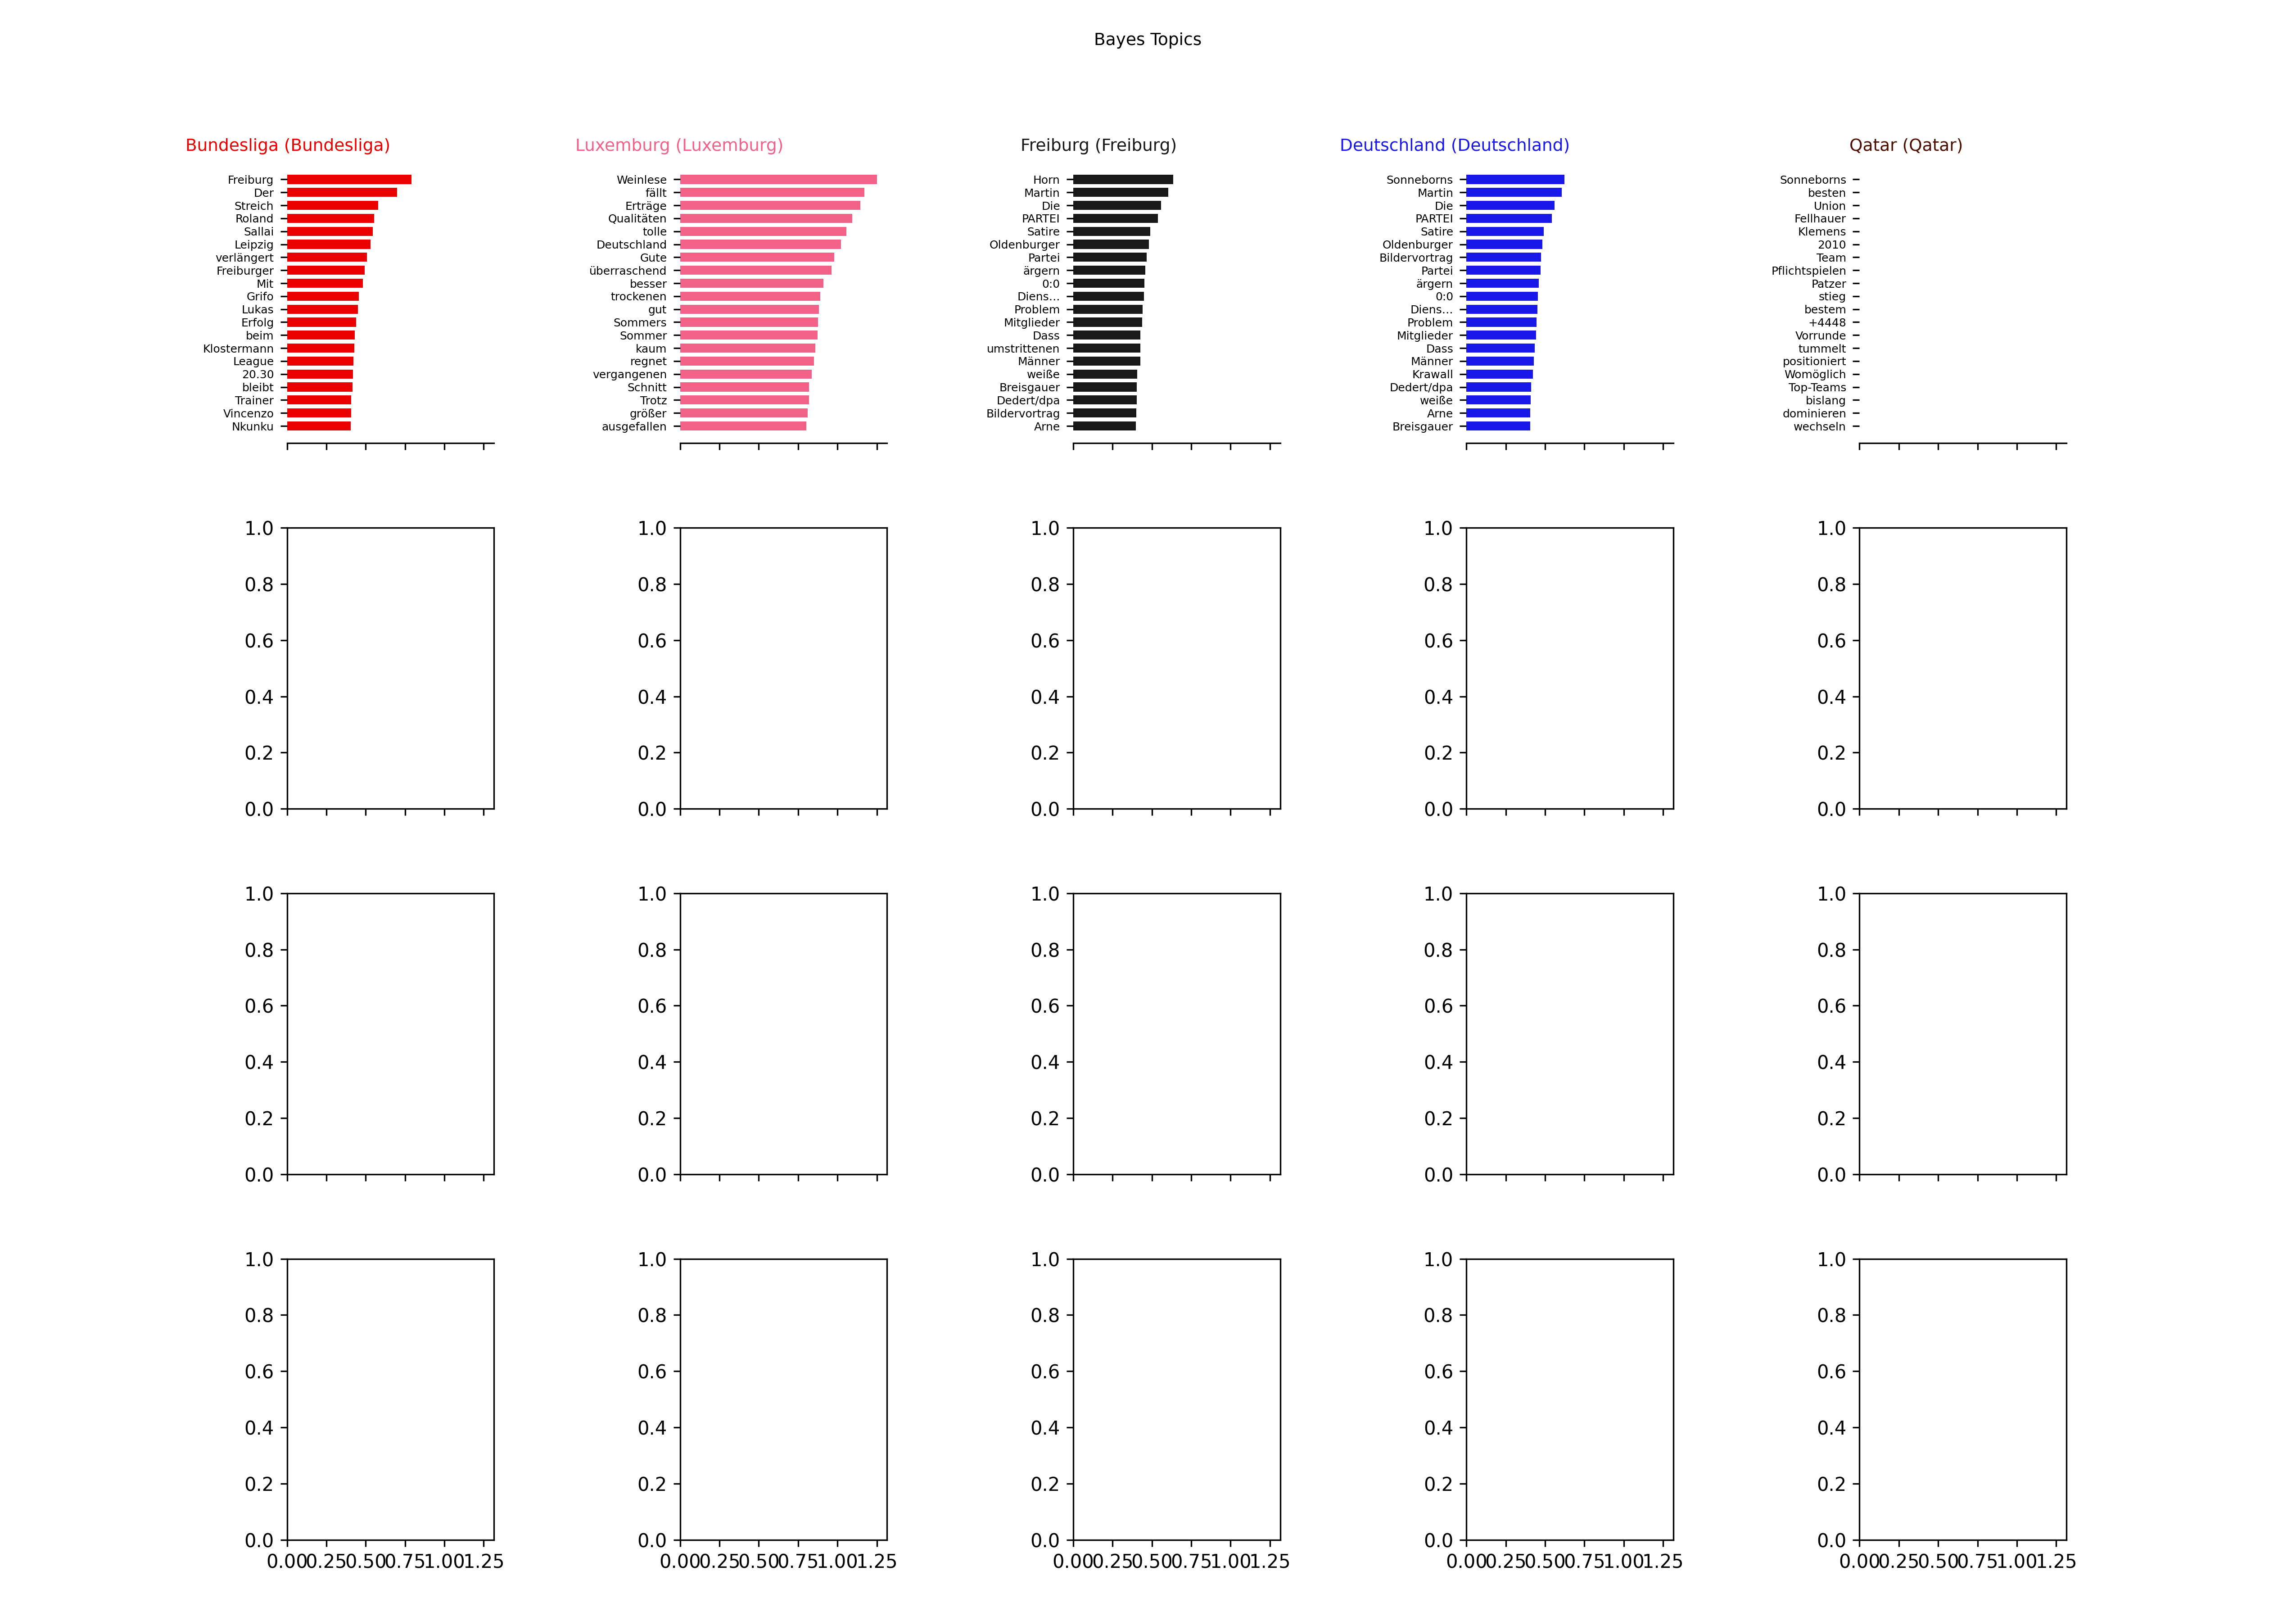 Bayes Topics
Bundesliga (Bundesliga)
Freiburg
Der
Streich
Roland
Sallai
Leipzig
verlängert
Freiburger
Mit
Grifo
Lukas
Erfolg
beim
Klostermann
League
20.30
bleibt
Trainer
Vincenzo
Nkunku
Luxemburg (Luxemburg)
Weinlese
fällt
Erträge
Qualitäten
tolle
Deutschland
Gute
überraschend
besser
trockenen
gut
Sommers
Sommer
kaum
regnet
vergangenen
Schnitt
Trotz
größer
ausgefallen
Freiburg (Freiburg)
Horn
Martin
Die
PARTEI
Satire
Oldenburger
Partei
ärgern
0:0
Diens...
Problem
Mitglieder
Dass
umstrittenen
Männer
weiße
Breisgauer
Dedert/dpa
Bildervortrag
Arne
Deutschland (Deutschland)
Sonneborns
Martin
Die
PARTEI
Satire
Oldenburger
Bildervortrag
Partei
ärgern
0:0
Diens...
Problem
Mitglieder
Dass
Männer
Krawall
Dedert/dpa
weiße
Arne
Breisgauer
Qatar (Qatar)
Sonneborns
besten
Union
Fellhauer
Klemens
2010
Team
Pflichtspielen
Patzer
stieg
bestem
+4448
Vorrunde
tummelt
positioniert
Womöglich
Top-Teams
bislang
dominieren
wechseln
1.0 1.0 1.0 1.0 1.0
0.8 0.8 0.8 0.8 0.8
0.6 0.6 0.6 0.6 0.6
0.4 0.4 0.4 0.4 0.4
0.2 0.2 0.2 0.2 0.2
0.0 0.0 0.0 0.0 0.0
1.0 1.0 1.0 1.0 1.0
0.8 0.8 0.8 0.8 0.8
0.6 0.6 0.6 0.6 0.6
0.4 0.4 0.4 0.4 0.4
0.2 0.2 0.2 0.2 0.2
0.0 0.0 0.0 0.0 0.0
1.0 1.0 1.0 1.0 1.0
0.8 0.8 0.8 0.8 0.8
0.6 0.6 0.6 0.6 0.6
0.4 0.4 0.4 0.4 0.4
0.2 0.2 0.2 0.2 0.2
0.0 0.0 0.0 0.0 0.0
0.00 0.25 0.50 0.75 1.00 1.25 0.00 0.25 0.50 0.75 1.00 1.25 0.00 0.25 0.50 0.75 1.00 1.25 0.00 0.25 0.50 0.75 1.00 1.25 0.00 0.25 0.50 0.75 1.00 1.25